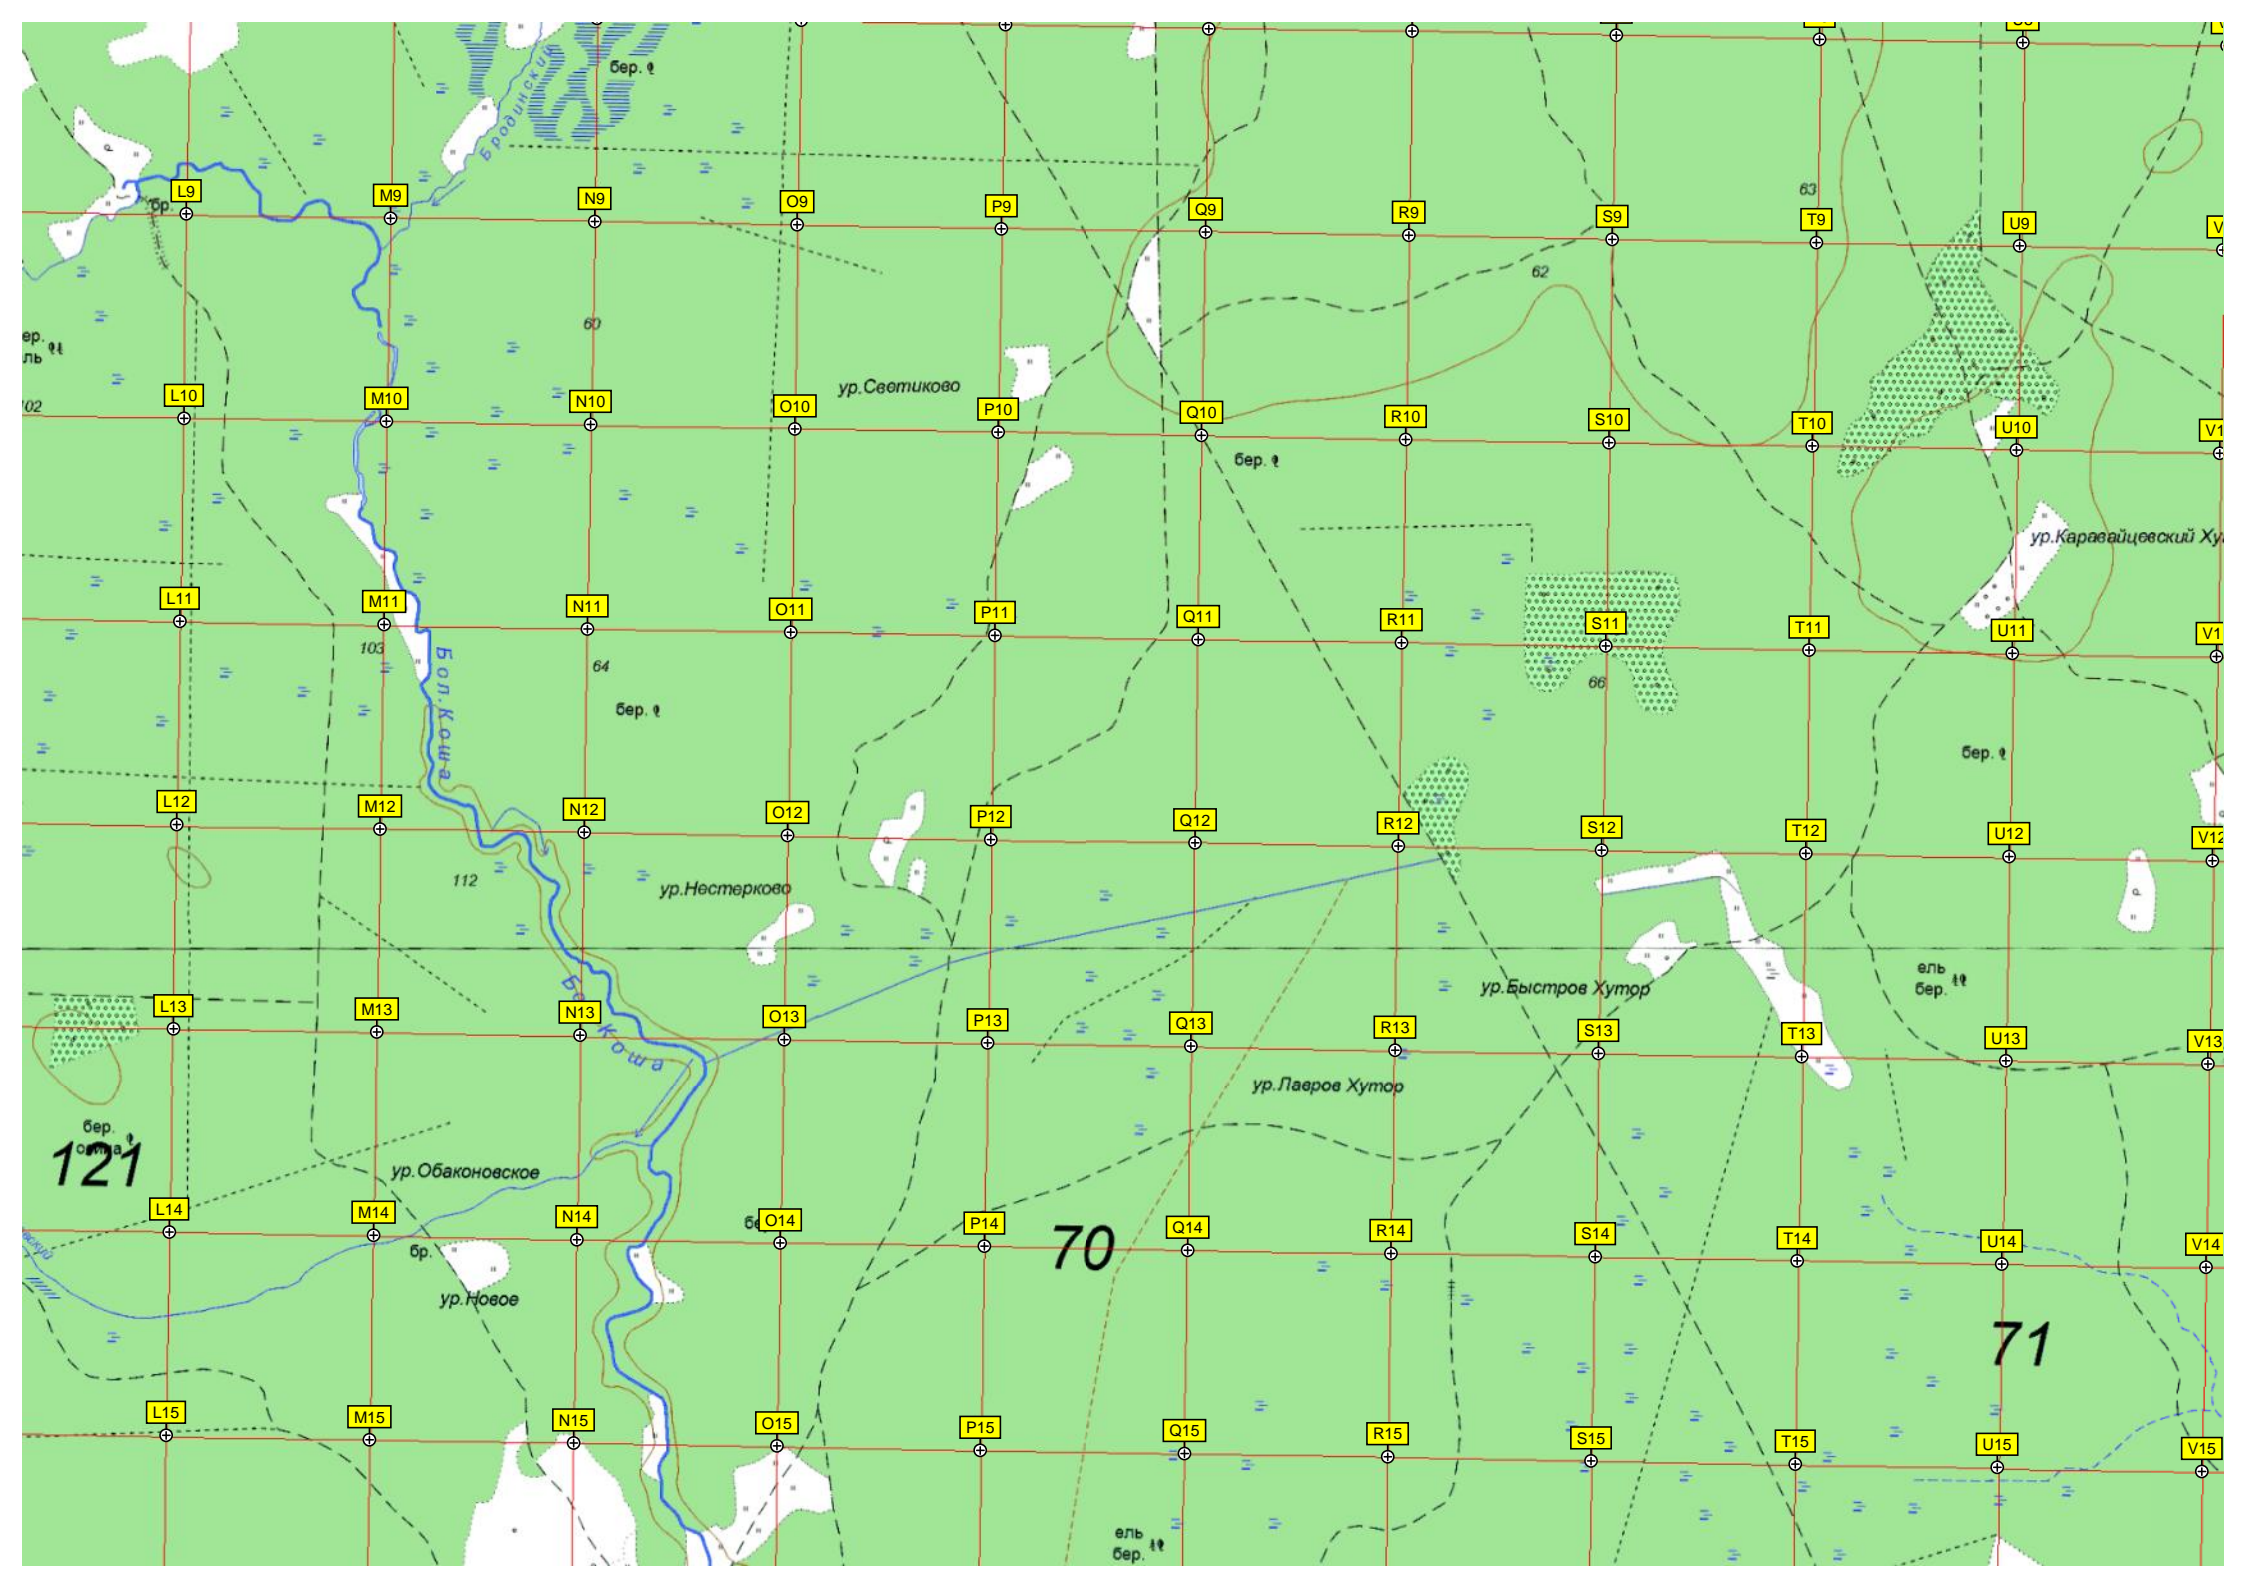 бер.
Бродинский
63
L9 M9 N9 O9 P9 Q9 R9 S9 T9 U9
бр.
62
60
ур.Светиково
102
L10 M10 N10 O10 P10 Q10 R10 S10 T10 U10
бер.
ур.Каравайцевский Ху
L11 M11 N11 O11 P11 Q11 R11 S11 T11 U11
103
64
66
Бол.Коша
бер.
бер.
L12 M12 N12 O12 P12 Q12 R12 S12 T12 U12 V12
112
ур.Нестерково
ель
бер.
ур.Быстров Хутор
L13 M13 N13 O13 P13 Q13 R13 S13 T13 U13 V13
Коша
ур.Лавров Хутор
бер.
121
ур.Обаконовское
L14 M14 N14 O14 P14 Q14 R14 S14 T14 U14 V14
бр.
70
ур.Новое
71
L15 M15 N15 O15 P15 Q15 R15 S15 T15 U15 V15
ель
бер.